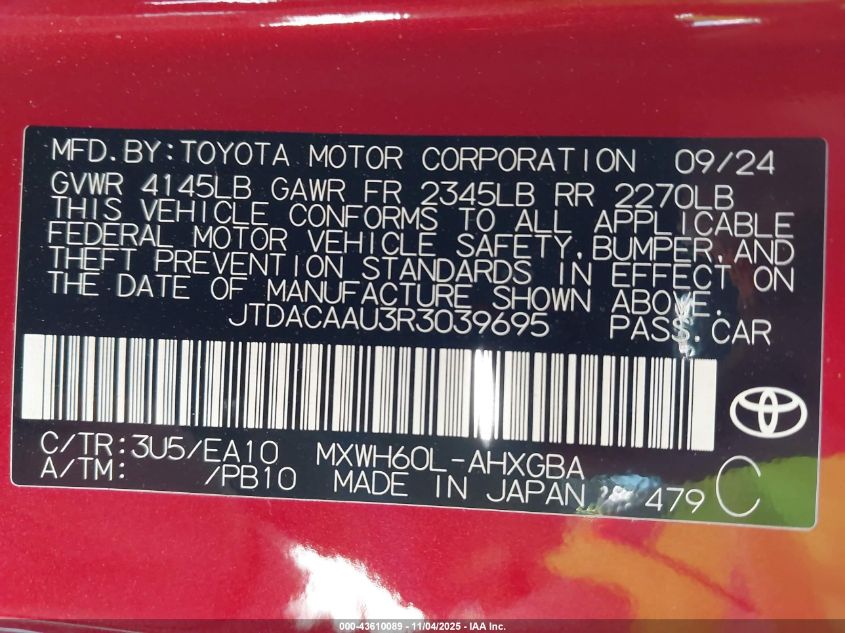 MFD.BY:TOYOTA MOTOR CORPORATION 09/24
GVWR 4145LB GAWR FR 2345LB RR 2270LB
THIS VEHICLE CONFORMS TO ALL APPLICABLE
FEDERAL MOTOR VEHICLE SAFETY,BUMPER,AND
THEFT PREVENTION STANDARDS IN EFFECT ON
THE DATE OF MANUFACTURE SHOWN ABOVE.
JTDACAAU3R3039695 PASS.CAR
C/TR:3U5/EA10 MXWH60L-AHXGBA
A/TM: /PB10 MADE IN JAPAN 479 C
000-43610089 - 11/04/2025 - IAA Inc.